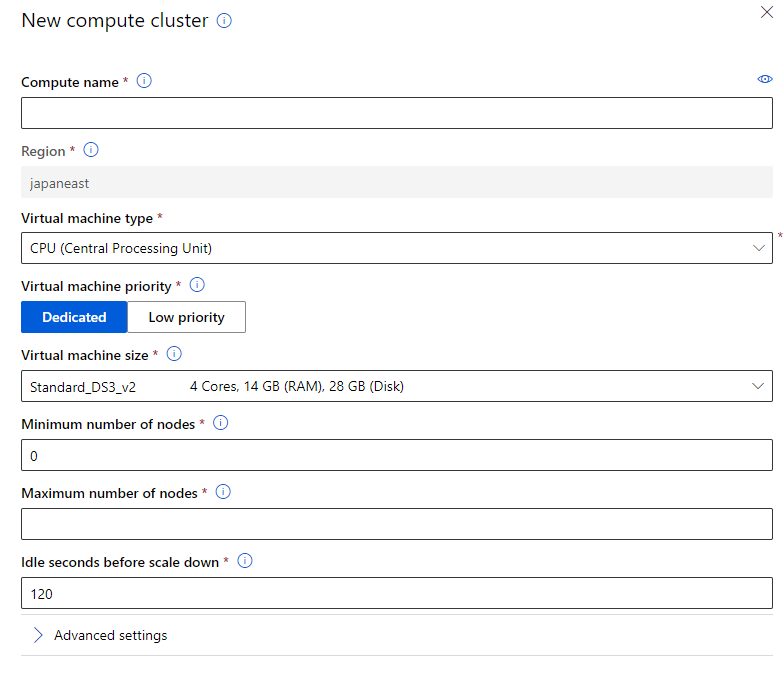 New compute cluster
Compute name *
Region *
japaneast
Virtual machine type *
CPU (Central Processing Unit) *
Virtual machine priority *
Dedicated Low priority
Virtual machine size *
Standard_DS3_v2 4 Cores, 14 GB (RAM), 28 GB (Disk)
Minimum number of nodes *
0
Maximum number of nodes *
Idle seconds before scale down *
120
Advanced settings